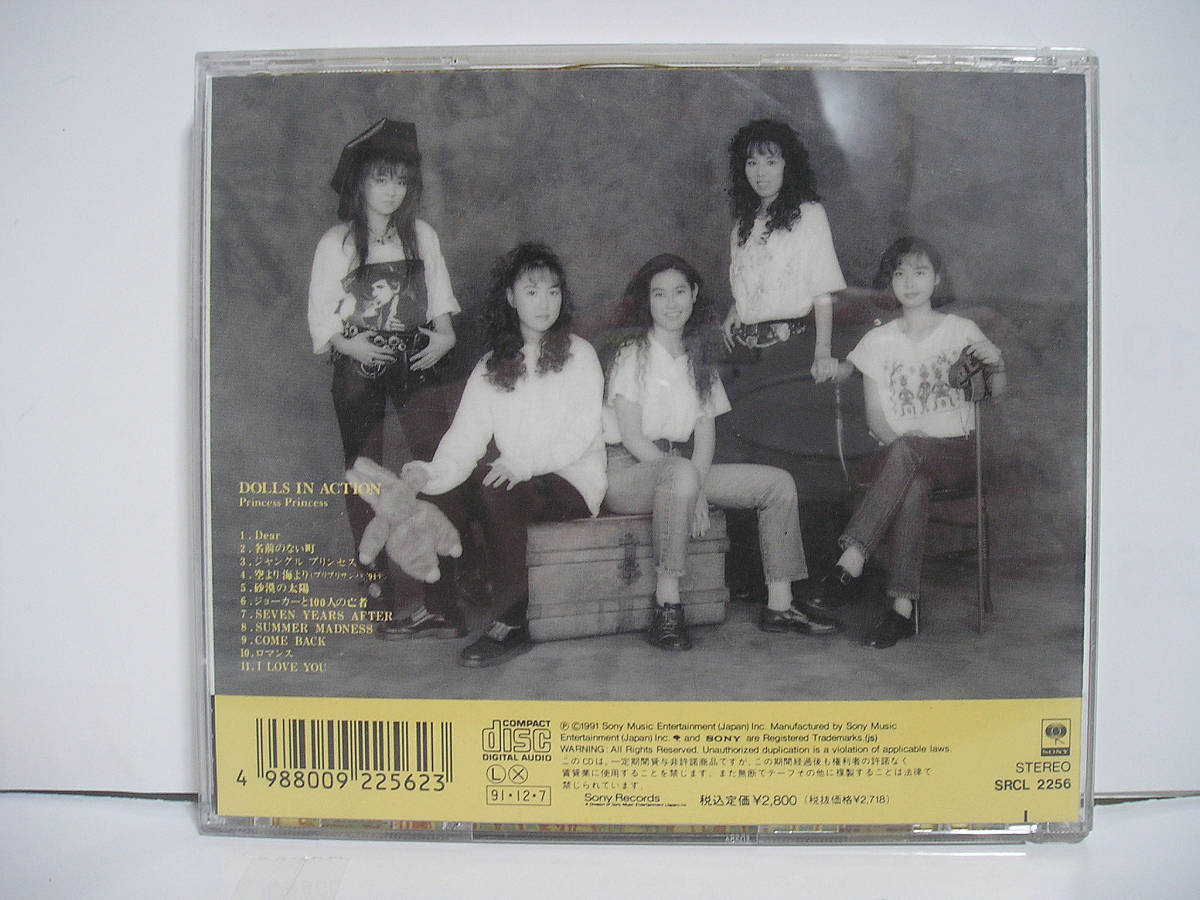 DOLLS IN ACTION
Princess Princess
1. Dear
2. 名前のない町
3. ジャングル プリンセス
4. 空より海より(プリプリサンバ'91)
5. 砂漠の太陽
6. ジョーカーと100人の亡者
7. SEVEN YEARS AFTER
8. SUMMER MADNESS
9. COME BACK
10. ロマンス
11. I LOVE YOU
4 988009 225623
COMPACT
disc
DIGITAL AUDIO
L X
91・12・7
℗©1991 Sony Music Entertainment (Japan) Inc. Manufactured by Sony Music
Entertainment (Japan) Inc. and SONY are Registered Trademarks.(js)
WARNING: All Rights Reserved. Unauthorized duplication is a violation of applicable laws.
このCDは、一定期間貸与非許諾商品ですが、この期間経過後も権利者の許諾なく
賃貸業に使用することを禁じます。また無断でテープその他に複製することは法律で
禁じられています。
Sony Records
A Division of Sony Music Entertainment (Japan) Inc.
税込定価¥2,800 (税抜価格¥2,718)
SONY
STEREO
SRCL 2256
I